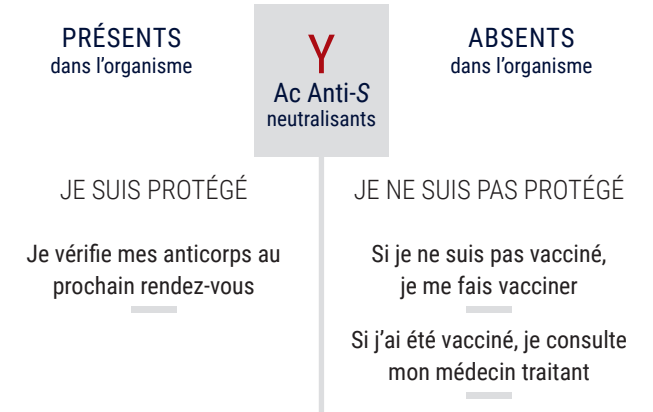 PRÉSENTS
dans l'organisme
Y
Ac Anti-S
neutralisants
ABSENTS
dans l'organisme
JE SUIS PROTÉGÉ
Je vérifie mes anticorps au
prochain rendez-vous
JE NE SUIS PAS PROTÉGÉ
Si je ne suis pas vacciné,
je me fais vacciner
Si j'ai été vacciné, je consulte
mon médecin traitant